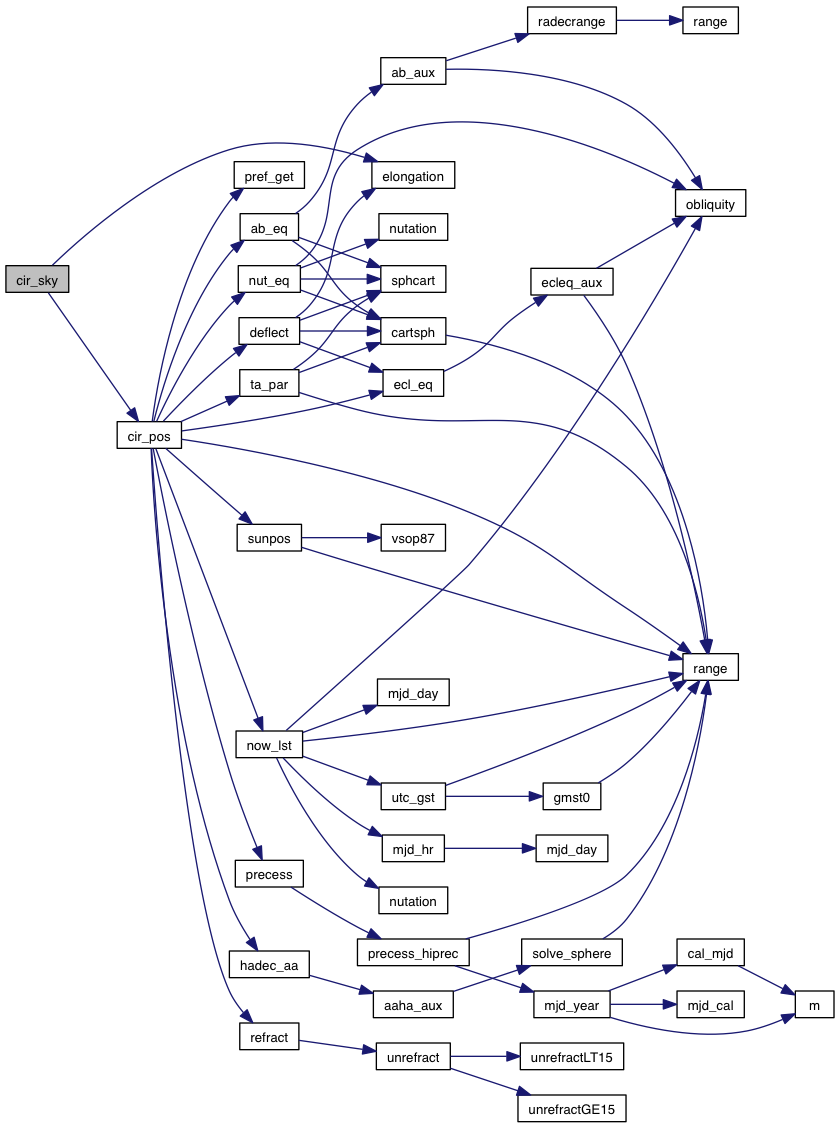 radecrange
range
ab_aux
pref_get
elongation
obliquity
ab_eq
nutation
cir_sky
nut_eq
sphcart
ecleq_aux
deflect
cartsph
ta_par
ecl_eq
cir_pos
sunpos
vsop87
range
mjd_day
now_lst
utc_gst
gmst0
mjd_hr
mjd_day
precess
nutation
precess_hiprec
solve_sphere
cal_mjd
hadec_aa
aaha_aux
mjd_year
mjd_cal
m
refract
unrefract
unrefractLT15
unrefractGE15